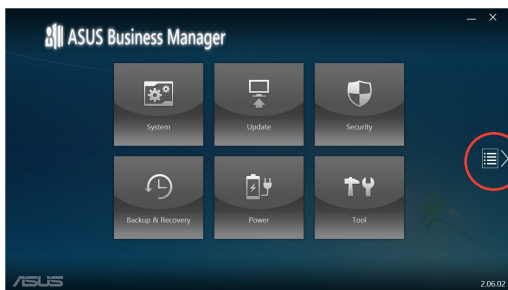 ASUS Business Manager
System Update Security
Backup & Recovery Power Tool
ASUS 2.06.02